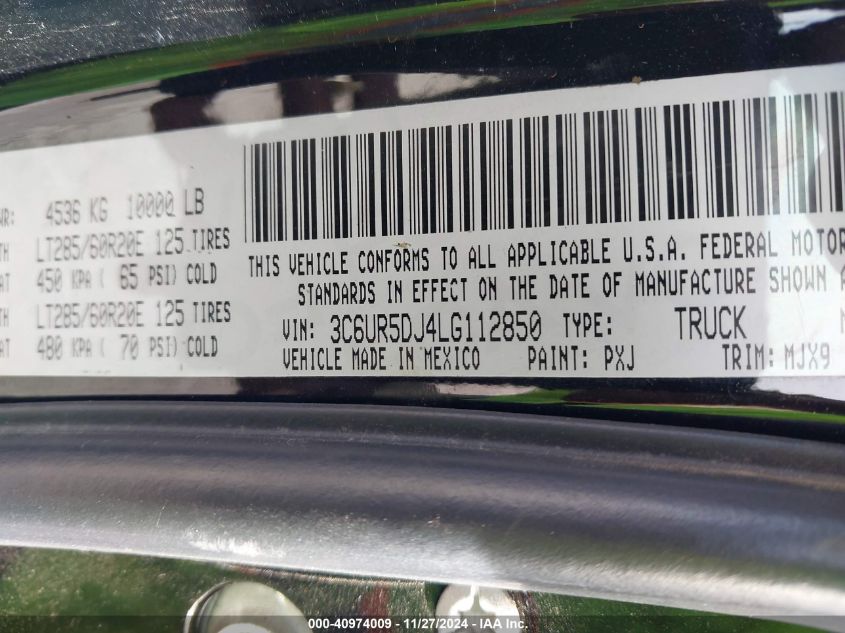 4536 KG 10000 LB
LT285/60R20E 125 TIRES
450 KPA ( 65 PSI) COLD
LT285/60R20E 125 TIRES
480 KPA ( 70 PSI) COLD
THIS VEHICLE CONFORMS TO ALL APPLICABLE U.S.A. FEDERAL MOTOR
STANDARDS IN EFFECT ON THE DATE OF MANUFACTURE SHOWN
VIN: 3C6UR5DJ4LG112850 TYPE: TRUCK
VEHICLE MADE IN MEXICO PAINT: PXJ TRIM: MJX9
000-40974009 - 11/27/2024 - IAA Inc.